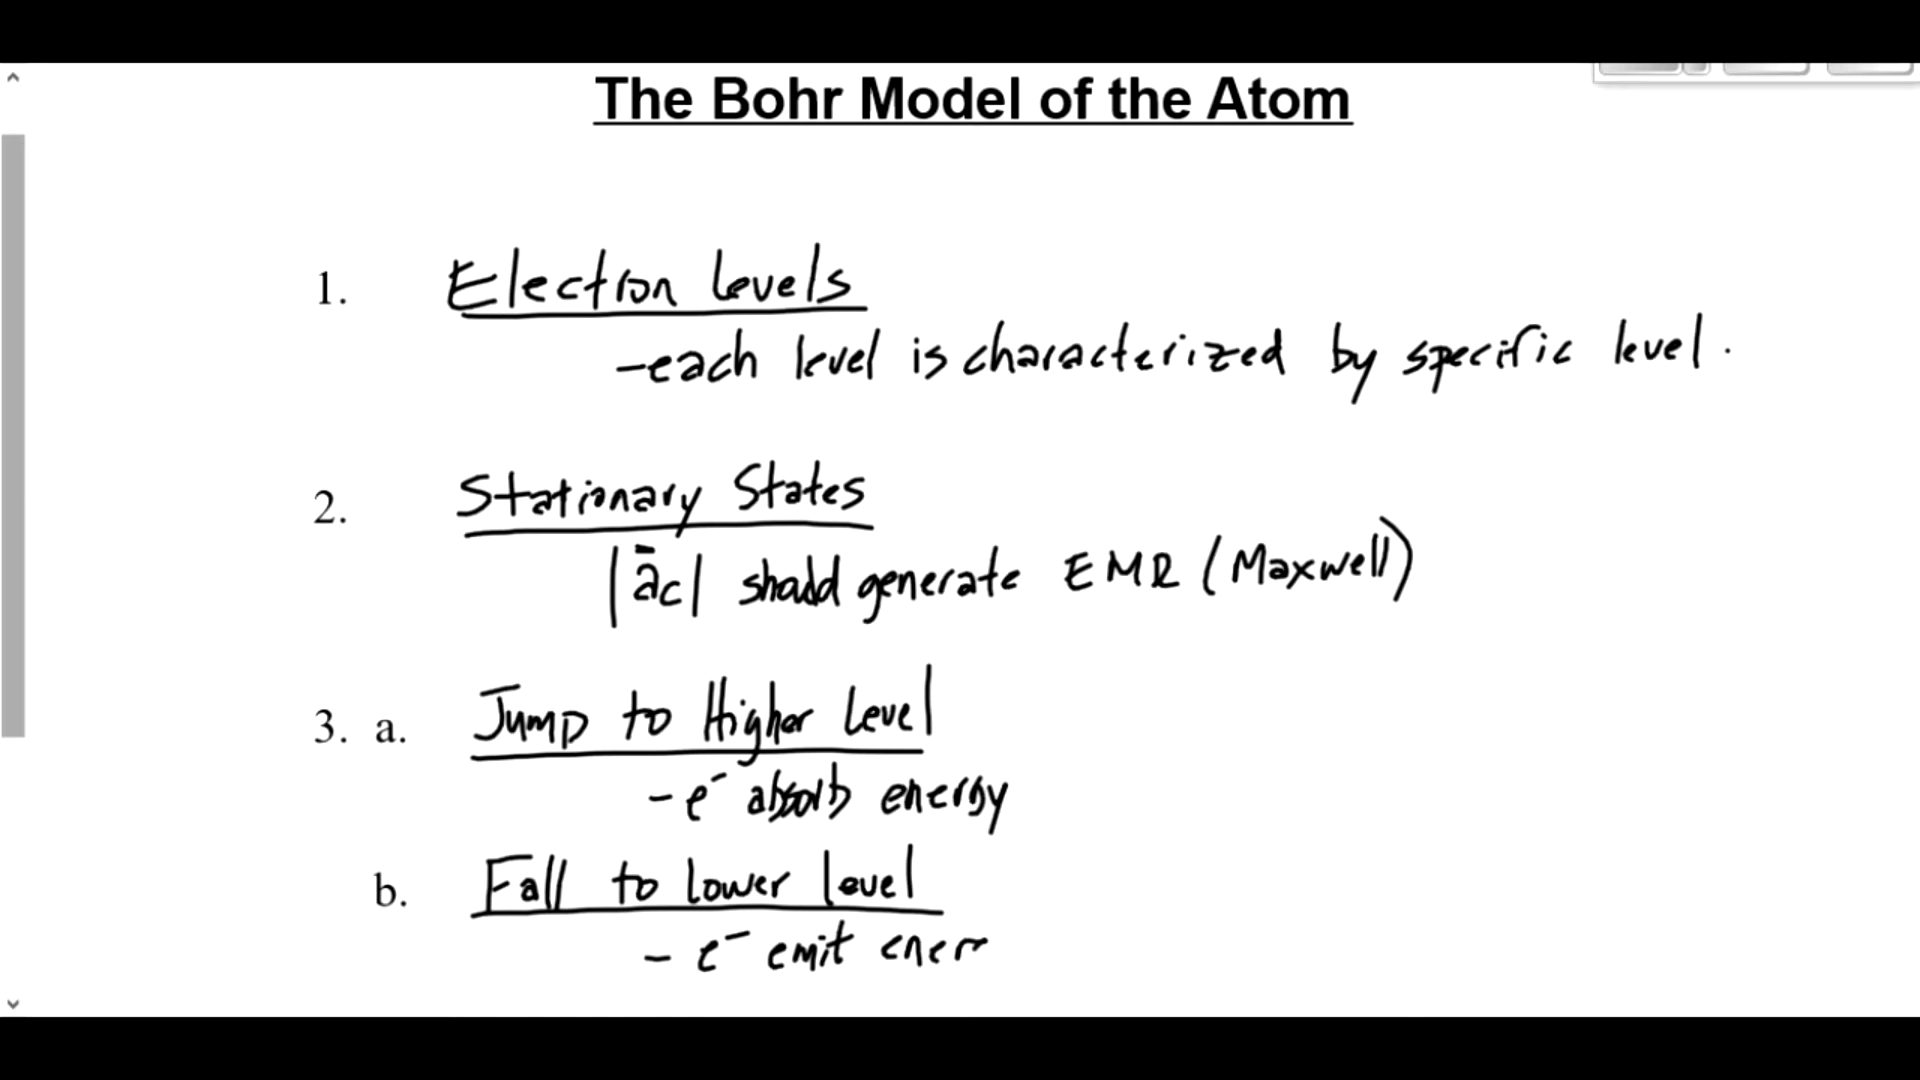 The Bohr Model of the Atom
1. Electron levels
- each level is characterized by specific level.
2. Stationary States
|āc| should generate EMR (Maxwell)
3. a. Jump to Higher Level
- e⁻ absorb energy
b. Fall to lower level
- e⁻ emit ener